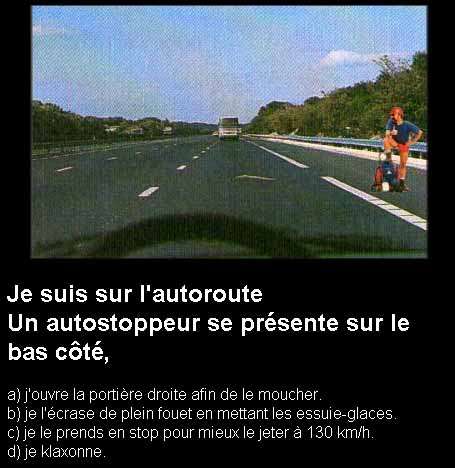 Je suis sur l'autoroute
Un autostoppeur se présente sur le
bas côté,
a) j'ouvre la portière droite afin de le moucher.
b) je l'écrase de plein fouet en mettant les essuie-glaces.
c) je le prends en stop pour mieux le jeter à 130 km/h.
d) je klaxonne.